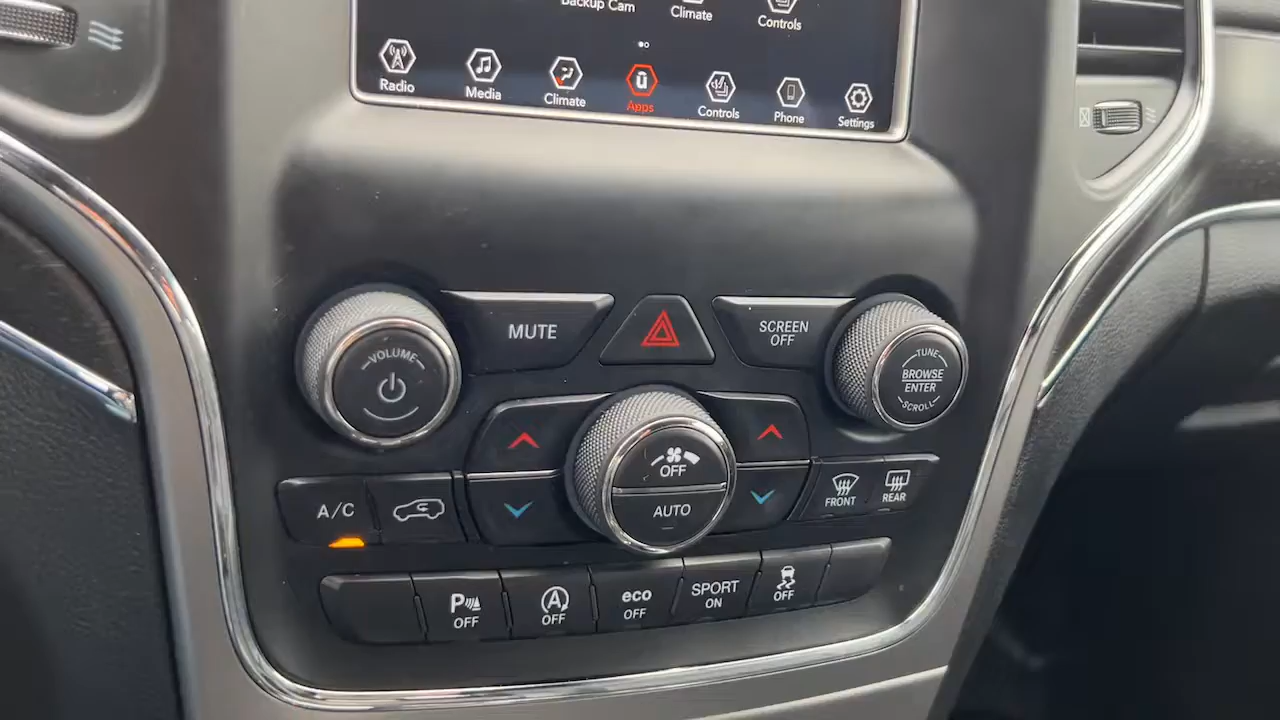 Backup Cam
Climate
Controls
Radio
Media
Climate
ū
Apps
Controls
Phone
Settings
VOLUME
MUTE
SCREEN
OFF
TUNE
BROWSE
ENTER
SCROLL
OFF
AUTO
A/C
FRONT
REAR
P
OFF
A
OFF
eco
OFF
SPORT
ON
OFF